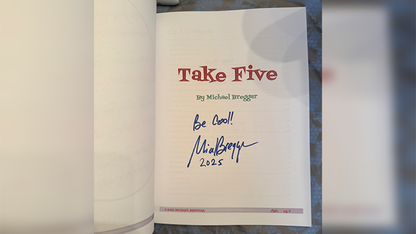 Take Five
By Michael Bregger
Be Cool!
2025